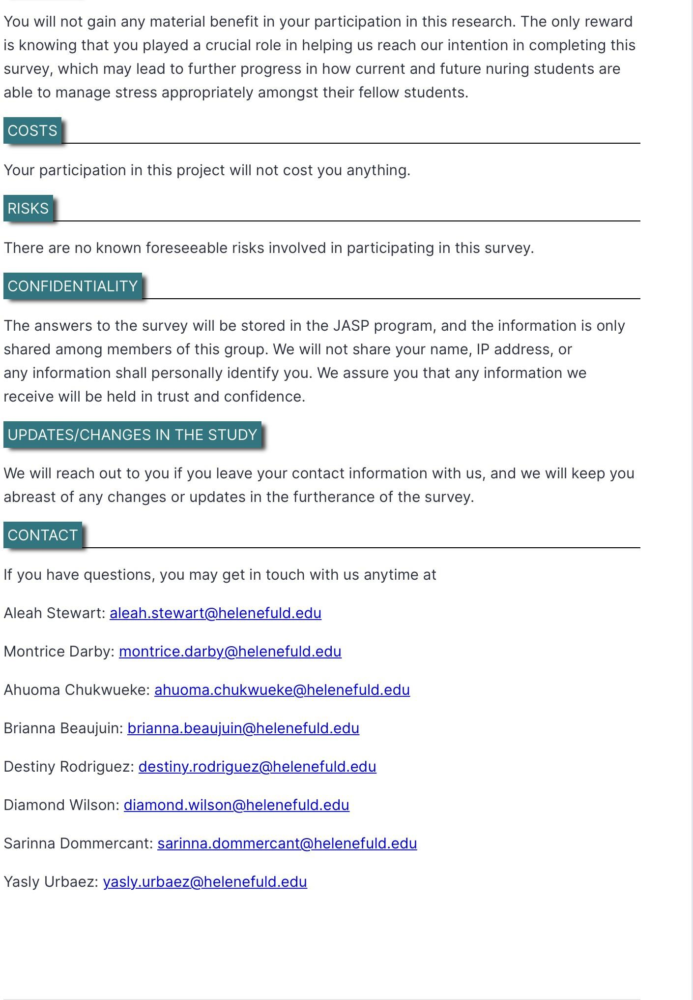 You will not gain any material benefit in your participation in this research. The only reward
is knowing that you played a crucial role in helping us reach our intention in completing this
survey, which may lead to further progress in how current and future nuring students are
able to manage stress appropriately amongst their fellow students.
COSTS
Your participation in this project will not cost you anything.
RISKS
There are no known foreseeable risks involved in participating in this survey.
CONFIDENTIALITY
The answers to the survey will be stored in the JASP program, and the information is only
shared among members of this group. We will not share your name, IP address, or
any information shall personally identify you. We assure you that any information we
receive will be held in trust and confidence.
UPDATES/CHANGES IN THE STUDY
We will reach out to you if you leave your contact information with us, and we will keep you
abreast of any changes or updates in the furtherance of the survey.
CONTACT
If you have questions, you may get in touch with us anytime at
Aleah Stewart: aleah.stewart@helenefuld.edu
Montrice Darby: montrice.darby@helenefuld.edu
Ahuoma Chukwueke: ahuoma.chukwueke@helenefuld.edu
Brianna Beaujuin: brianna.beaujuin@helenefuld.edu
Destiny Rodriguez: destiny.rodriguez@helenefuld.edu
Diamond Wilson: diamond.wilson@helenefuld.edu
Sarinna Dommercant: sarinna.dommercant@helenefuld.edu
Yasly Urbaez: yasly.urbaez@helenefuld.edu